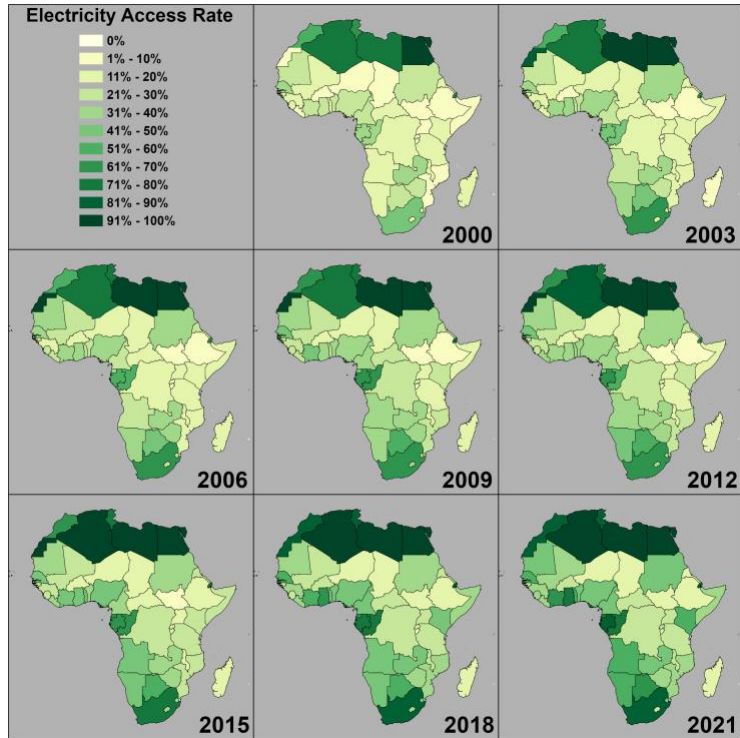 Electricity Access Rate
0%
1% - 10%
11% - 20%
21% - 30%
31% - 40%
41% - 50%
51% - 60%
61% - 70%
71% - 80%
81% - 90%
91% - 100%
2000
2003
2006
2009
2012
2015
2018
2021